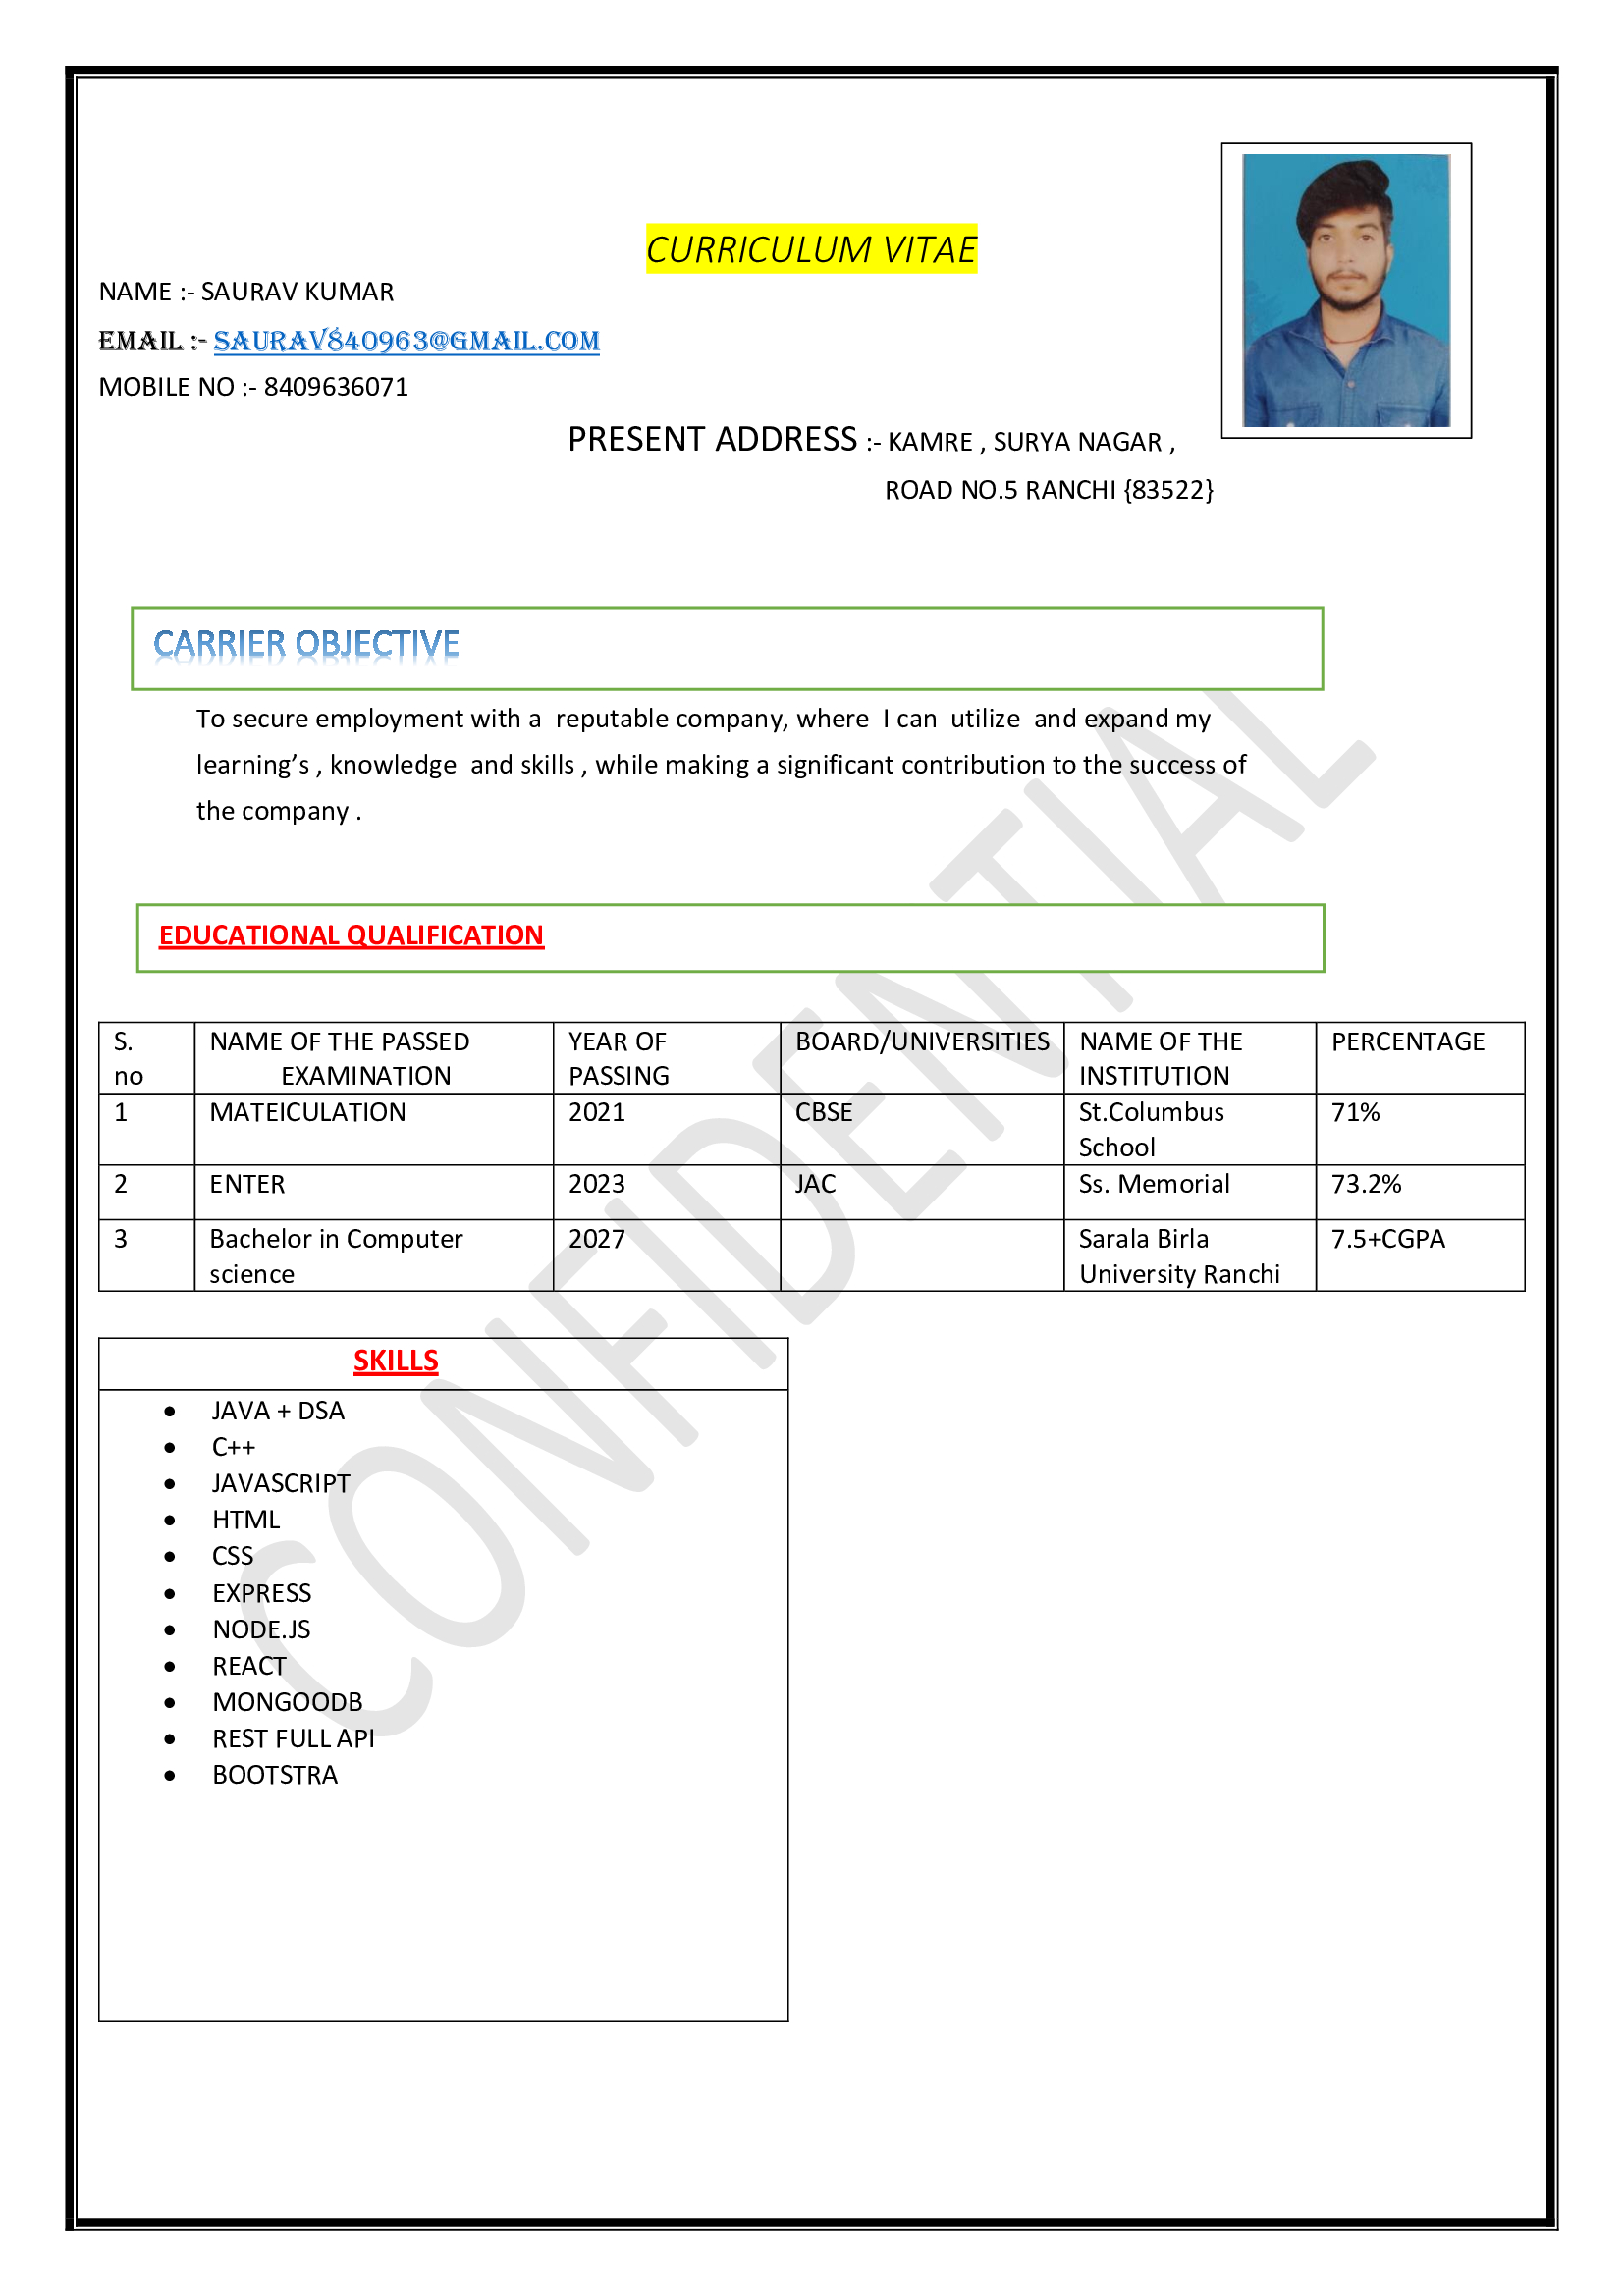 CURRICULUM VITAE
NAME :- SAURAV KUMAR
EMAIL :- SAURAV840963@GMAIL.COM
MOBILE NO :- 8409636071
PRESENT ADDRESS :- KAMRE , SURYA NAGAR ,
ROAD NO.5 RANCHI {83522}
CARRIER OBJECTIVE
To secure employment with a reputable company, where I can utilize and expand my
learning’s , knowledge and skills , while making a significant contribution to the success of
the company .
EDUCATIONAL QUALIFICATION
S. no NAME OF THE PASSED EXAMINATION YEAR OF PASSING BOARD/UNIVERSITIES NAME OF THE INSTITUTION PERCENTAGE
1 MATEICULATION 2021 CBSE St.Columbus School 71%
2 ENTER 2023 JAC Ss. Memorial 73.2%
3 Bachelor in Computer science 2027 Sarala Birla University Ranchi 7.5+CGPA
SKILLS
• JAVA + DSA
• C++
• JAVASCRIPT
• HTML
• CSS
• EXPRESS
• NODE.JS
• REACT
• MONGOODB
• REST FULL API
• BOOTSTRA
CONFIDENTIAL